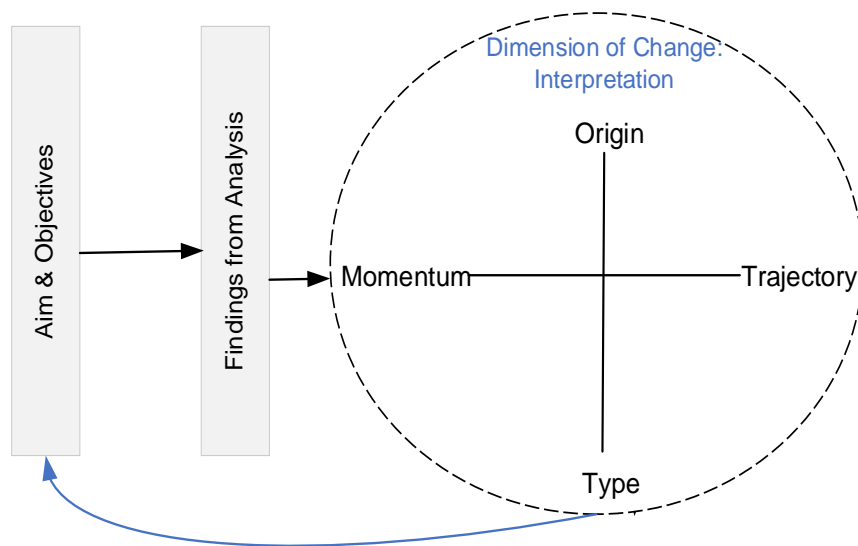 Aim & Objectives
Findings from Analysis
Dimension of Change:
Interpretation
Origin
Momentum
Trajectory
Type